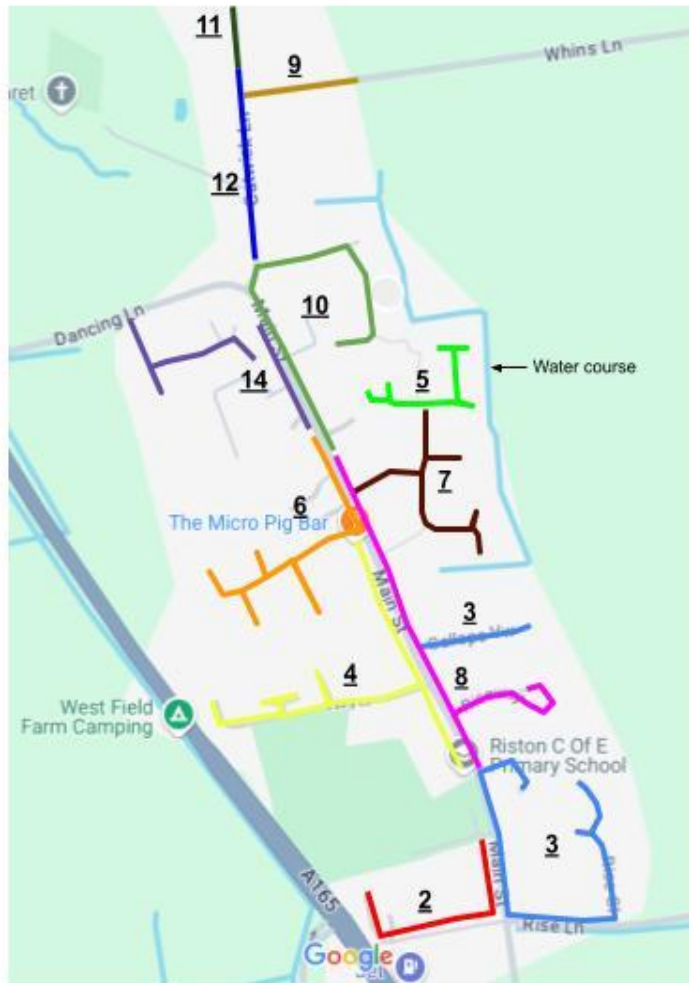 11
9
Whins Ln
ret
12
10
Dancing Ln
Main St
14
5
Water course
7
6
The Micro Pig Bar
Main St
3
4
8
West Field
Farm Camping
Riston C Of E
Primary School
3
Main St
A165
2
Rise Ln
Google